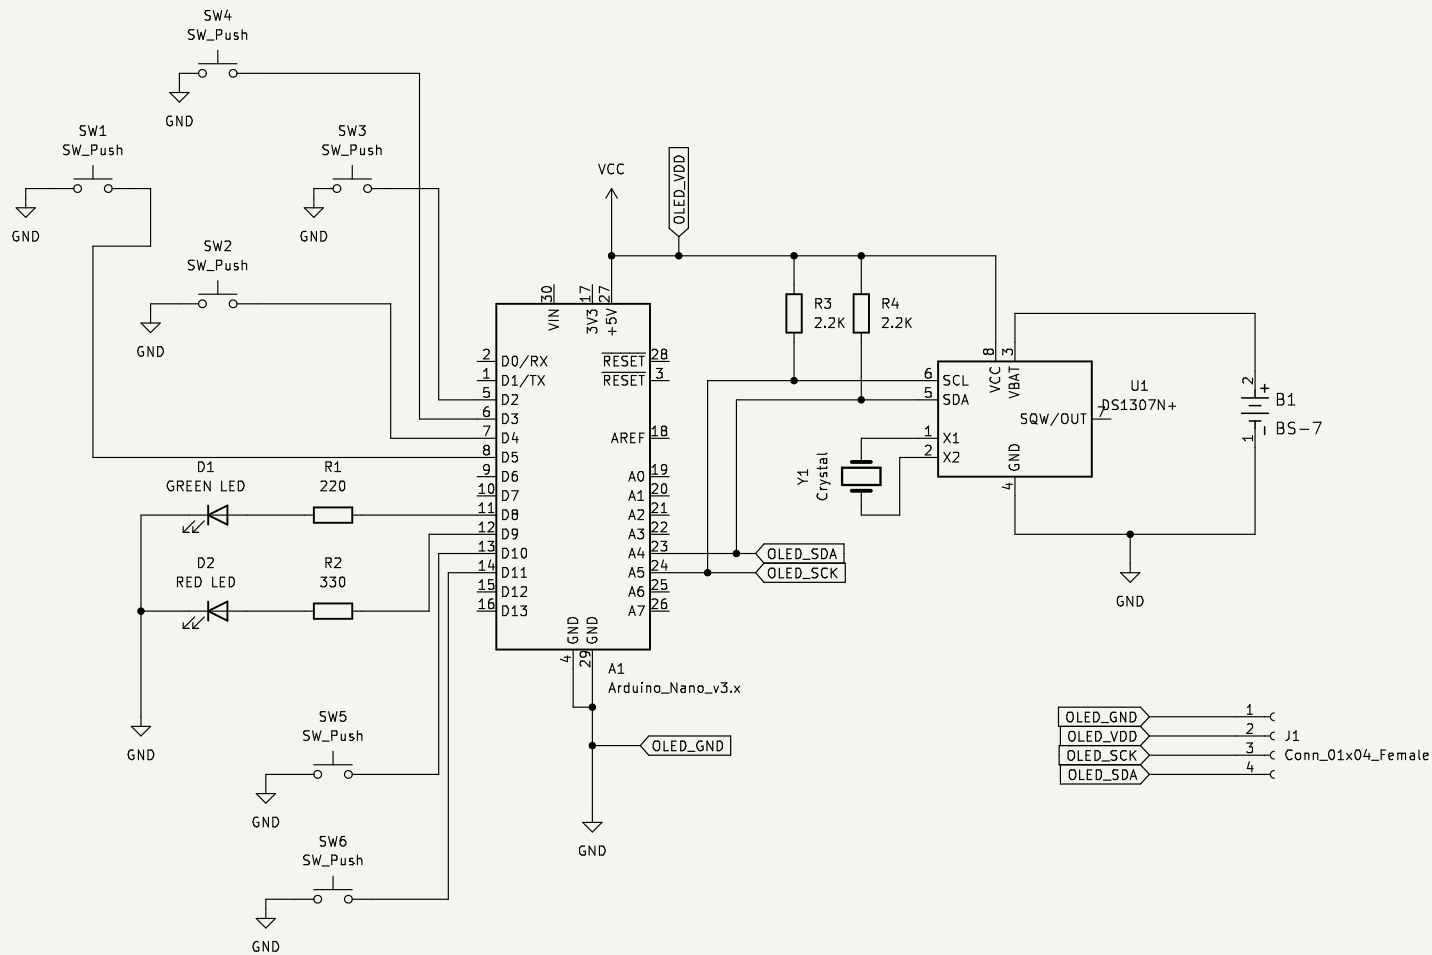 SW4
SW_Push
GND
SW1
SW_Push
GND
SW3
SW_Push
GND
SW2
SW_Push
GND
VCC
OLED_VDD
30
17
27
VIN
3V3
+5V
2 D0/RX
1 D1/TX
5 D2
6 D3
7 D4
8 D5
9 D6
10 D7
11 D8
12 D9
13 D10
14 D11
15 D12
16 D13
RESET 28
RESET 3
AREF 18
A0 19
A1 20
A2 21
A3 22
A4 23
A5 24
A6 25
A7 26
GND
GND
4
29
A1
Arduino_Nano_v3.x
D1
GREEN LED
R1
220
D2
RED LED
R2
330
GND
SW5
SW_Push
GND
SW6
SW_Push
GND
OLED_GND
GND
R3
2.2K
R4
2.2K
OLED_SDA
OLED_SCK
Y1
Crystal
8
3
VCC
VBAT
6 SCL
5 SDA
1 X1
2 X2
SQW/OUT 7
GND
4
U1
DS1307N+
GND
2
+
B1
BS-7
1
-
OLED_GND 1
OLED_VDD 2
J1
OLED_SCK 3
Conn_01x04_Female
OLED_SDA 4